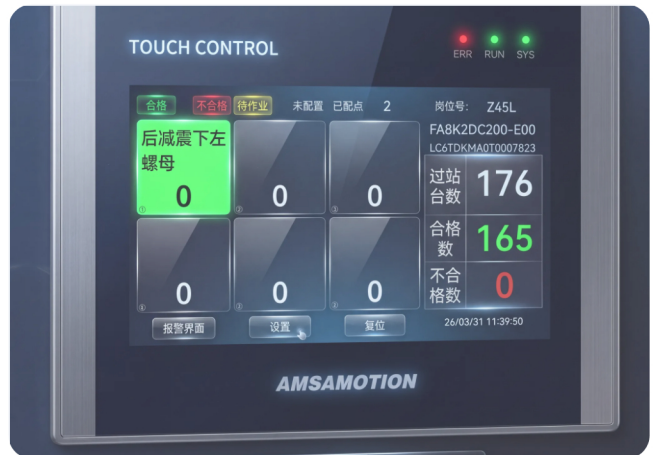 TOUCH CONTROL
ERR RUN SYS
合格 不合格 待作业 未配置 已配点 2 岗位号: Z45L
FA8K2DC200-E00
LC6TDKMA0T0007823
后减震下左
螺母
0
①
0
②
0
③
0
0
0
过站
台数
176
合格
数
165
不合
格数
0
报警界面 设置 复位
26/03/31 11:39:50
AMSAMOTION